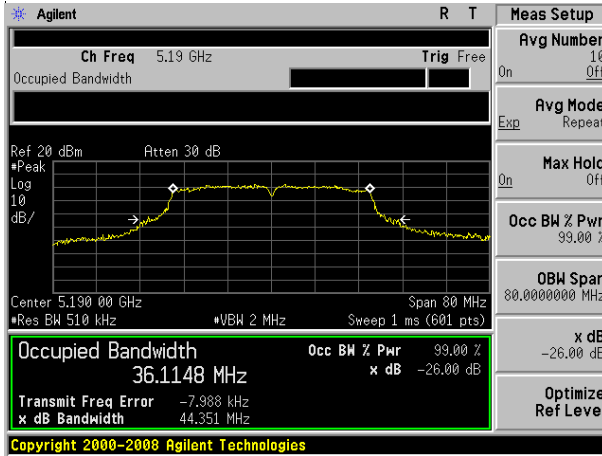 Agilent R T
Ch Freq 5.19 GHz Trig Free
Occupied Bandwidth
Ref 20 dBm Atten 30 dB
#Peak
Log
10
dB/
Center 5.190 00 GHz Span 80 MHz
#Res BW 510 kHz #VBW 2 MHz Sweep 1 ms (601 pts)
Occupied Bandwidth Occ BW % Pwr 99.00 %
36.1148 MHz x dB -26.00 dB
Transmit Freq Error -7.988 kHz
x dB Bandwidth 44.351 MHz
Copyright 2000-2008 Agilent Technologies
Meas Setup
Avg Number
10
On Off
Avg Mode
Exp Repeat
Max Hold
On Off
Occ BW % Pwr
99.00 %
OBW Span
80.0000000 MHz
x dB
-26.00 dB
Optimize
Ref Level